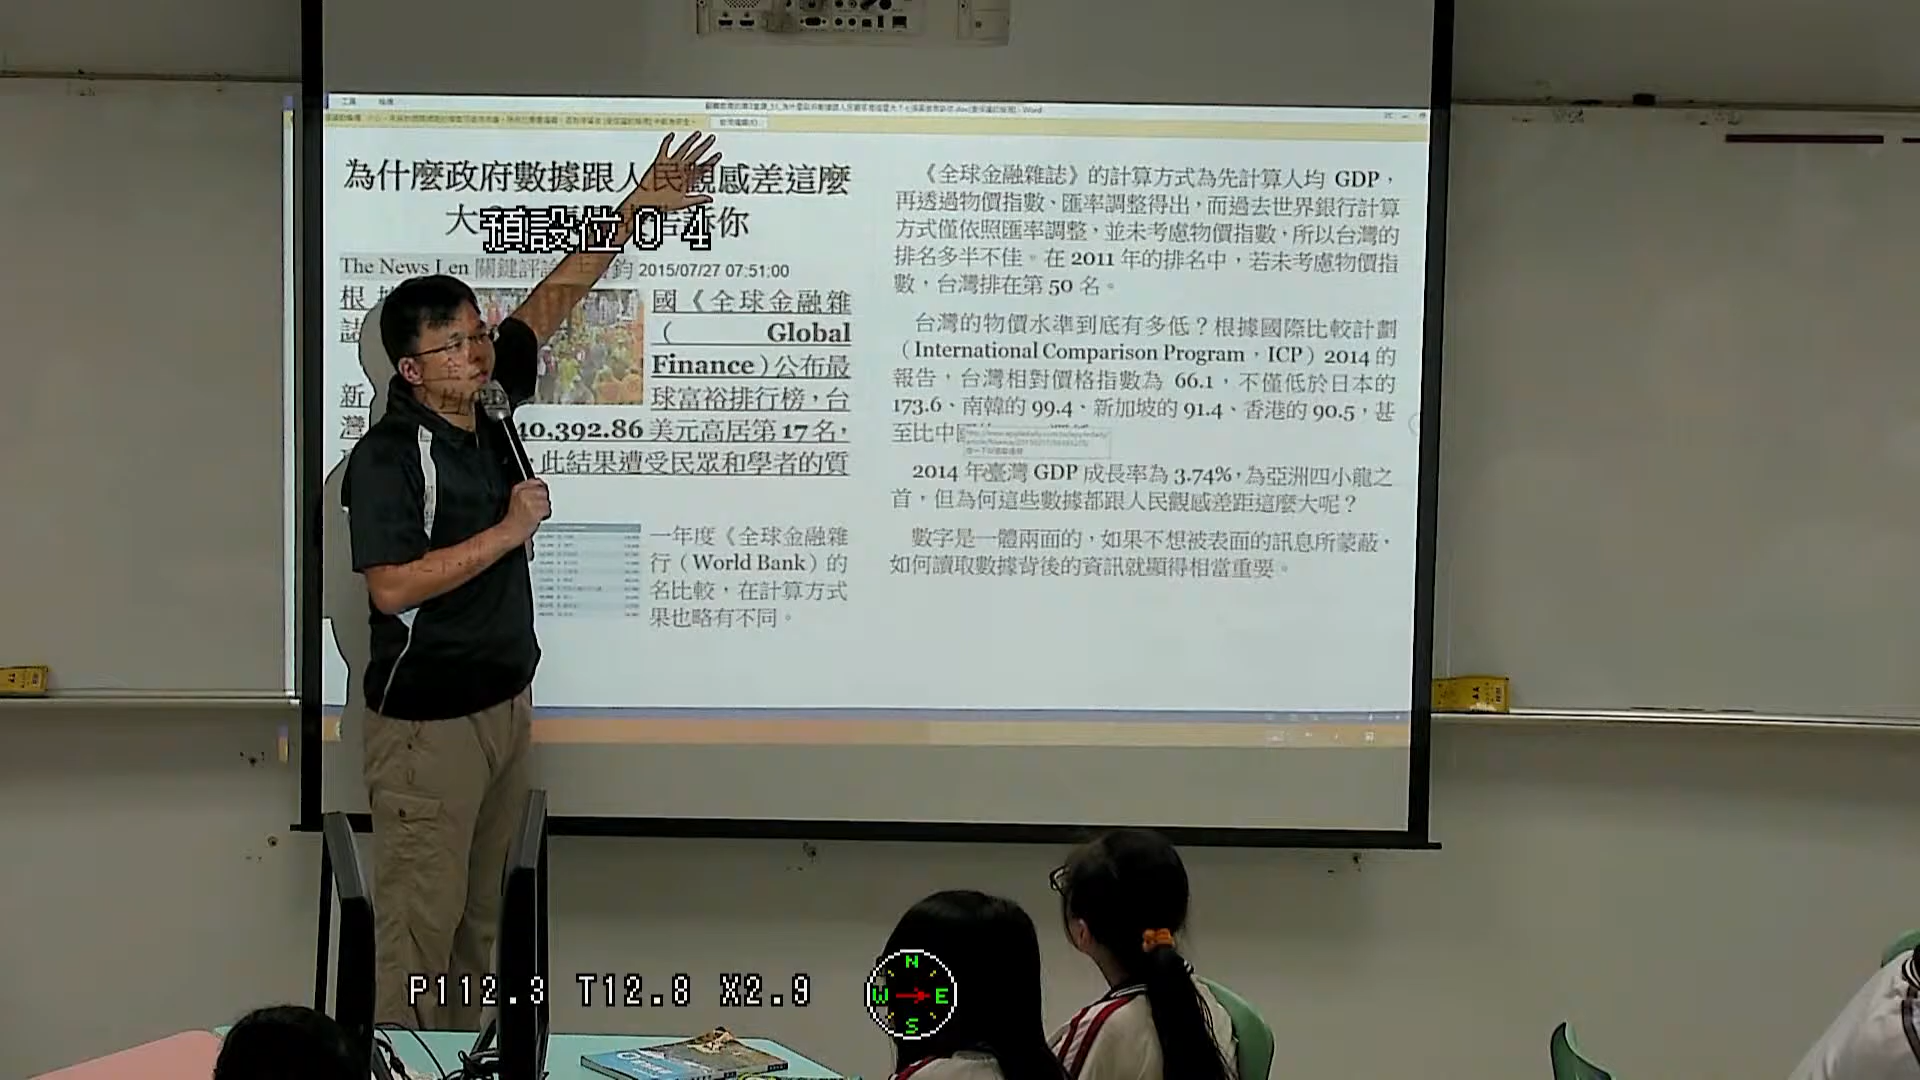 工具 檢視
為什麼政府數據跟人民觀感差這麼
大
告訴你
預設位04
The News Len 關鍵評論
2015/07/27 07:51:00
根
國《全球金融雜
誌
( Global
Finance)公布最
新
均
球富裕排行榜,台
灣
40,392.86 美元高居第 17 名,
,此結果遭受民眾和學者的質
一年度《全球金融雜
行(World Bank)的
名比較,在計算方式
果也略有不同。
《全球金融雜誌》的計算方式為先計算人均 GDP,
再透過物價指數、匯率調整得出,而過去世界銀行計算
方式僅依照匯率調整,並未考慮物價指數,所以台灣的
排名多半不佳。在 2011 年的排名中,若未考慮物價指
數,台灣排在第 50 名。
台灣的物價水準到底有多低?根據國際比較計劃
(International Comparison Program,ICP)2014 的
報告,台灣相對價格指數為 66.1,不僅低於日本的
173.6、南韓的 99.4、新加坡的 91.4、香港的 90.5,甚
至比中
2014 年臺灣 GDP 成長率為 3.74%,為亞洲四小龍之
首,但為何這些數據都跟人民觀感差距這麼大呢?
數字是一體兩面的,如果不想被表面的訊息所蒙蔽,
如何讀取數據背後的資訊就顯得相當重要。
P112.3 T12.8 X2.9
N
W E
S